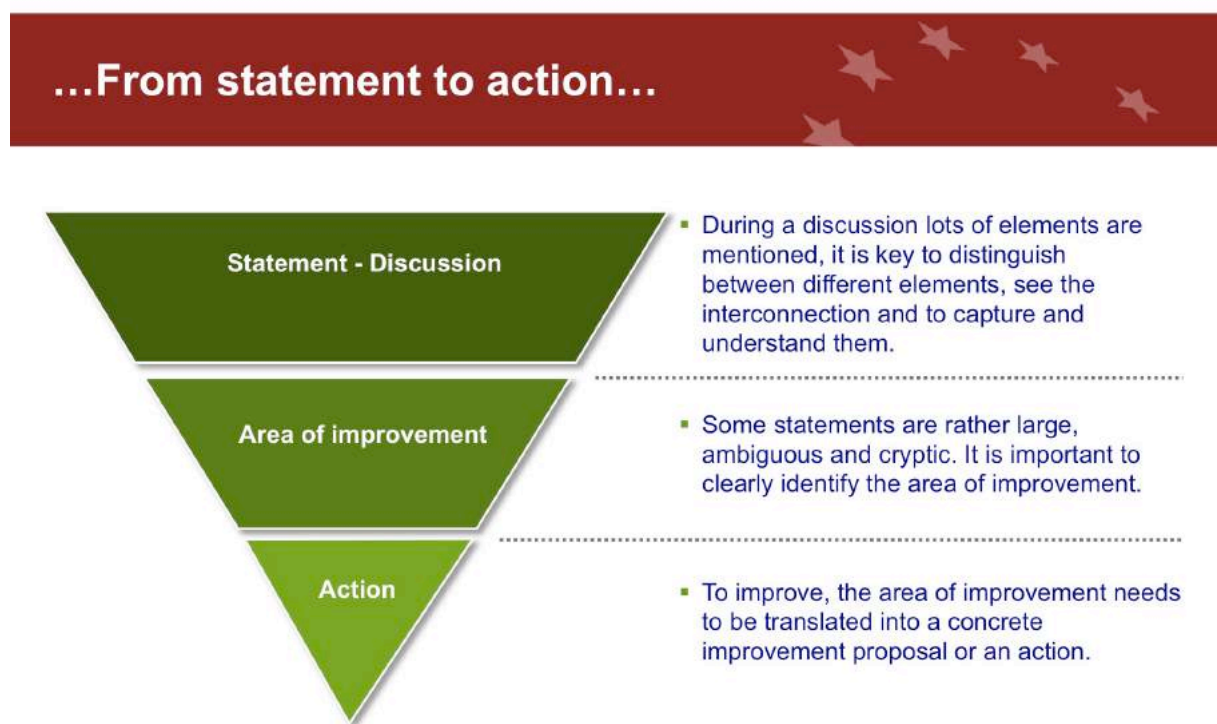 ...From statement to action...
Statement - Discussion
▪ During a discussion lots of elements are
mentioned, it is key to distinguish
between different elements, see the
interconnection and to capture and
understand them.
Area of improvement
▪ Some statements are rather large,
ambiguous and cryptic. It is important to
clearly identify the area of improvement.
Action
▪ To improve, the area of improvement needs
to be translated into a concrete
improvement proposal or an action.